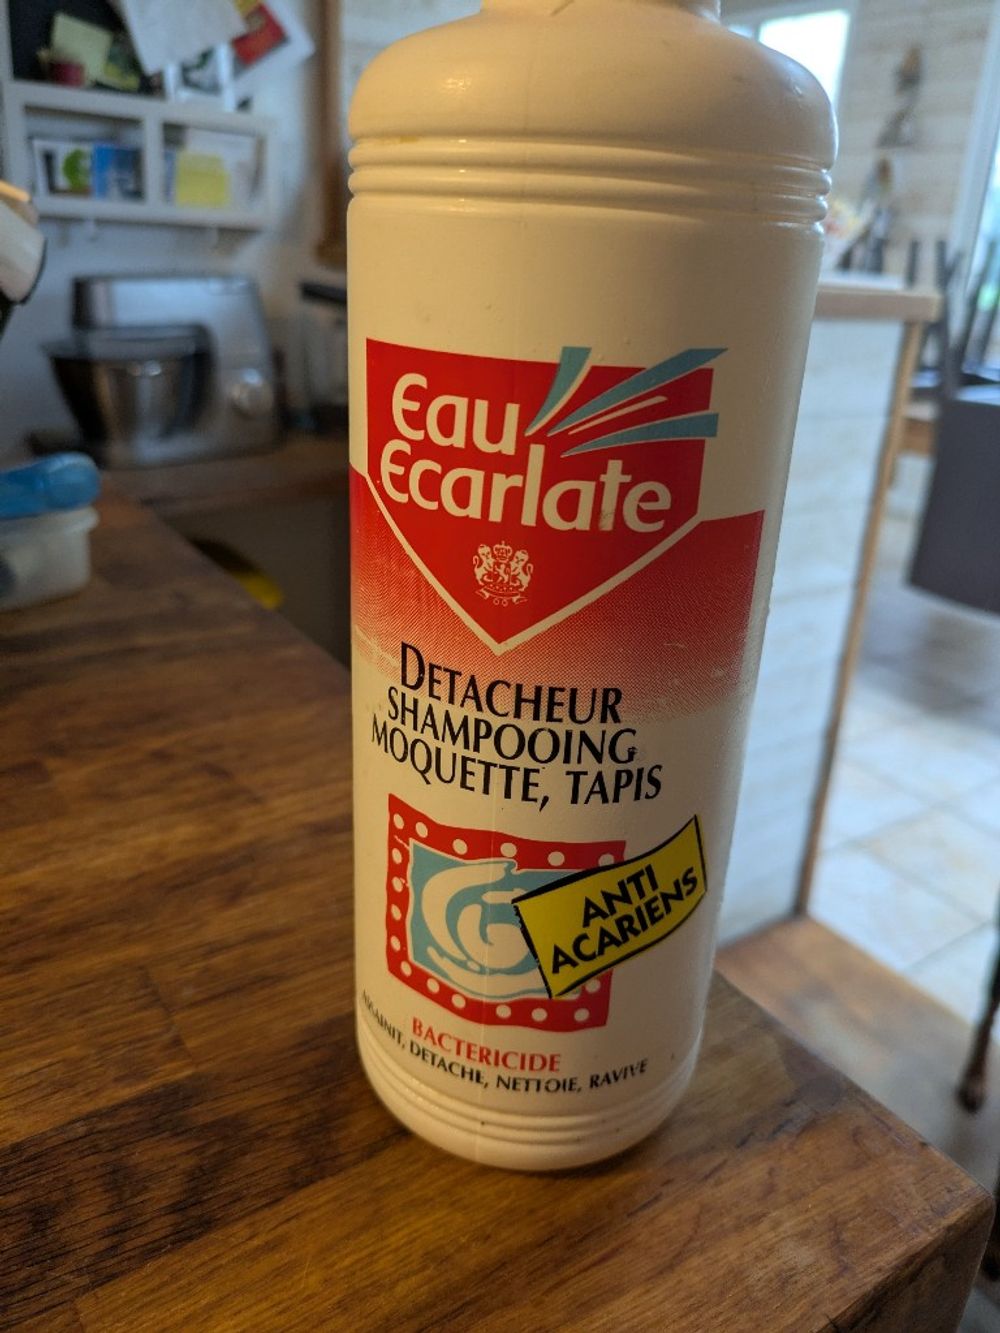 Eau
Ecarlate
DETACHEUR
SHAMPOOING
MOQUETTE, TAPIS
ANTI
ACARIENS
BACTERICIDE
ASSAINIT, DETACHE, NETTOIE, RAVIVE